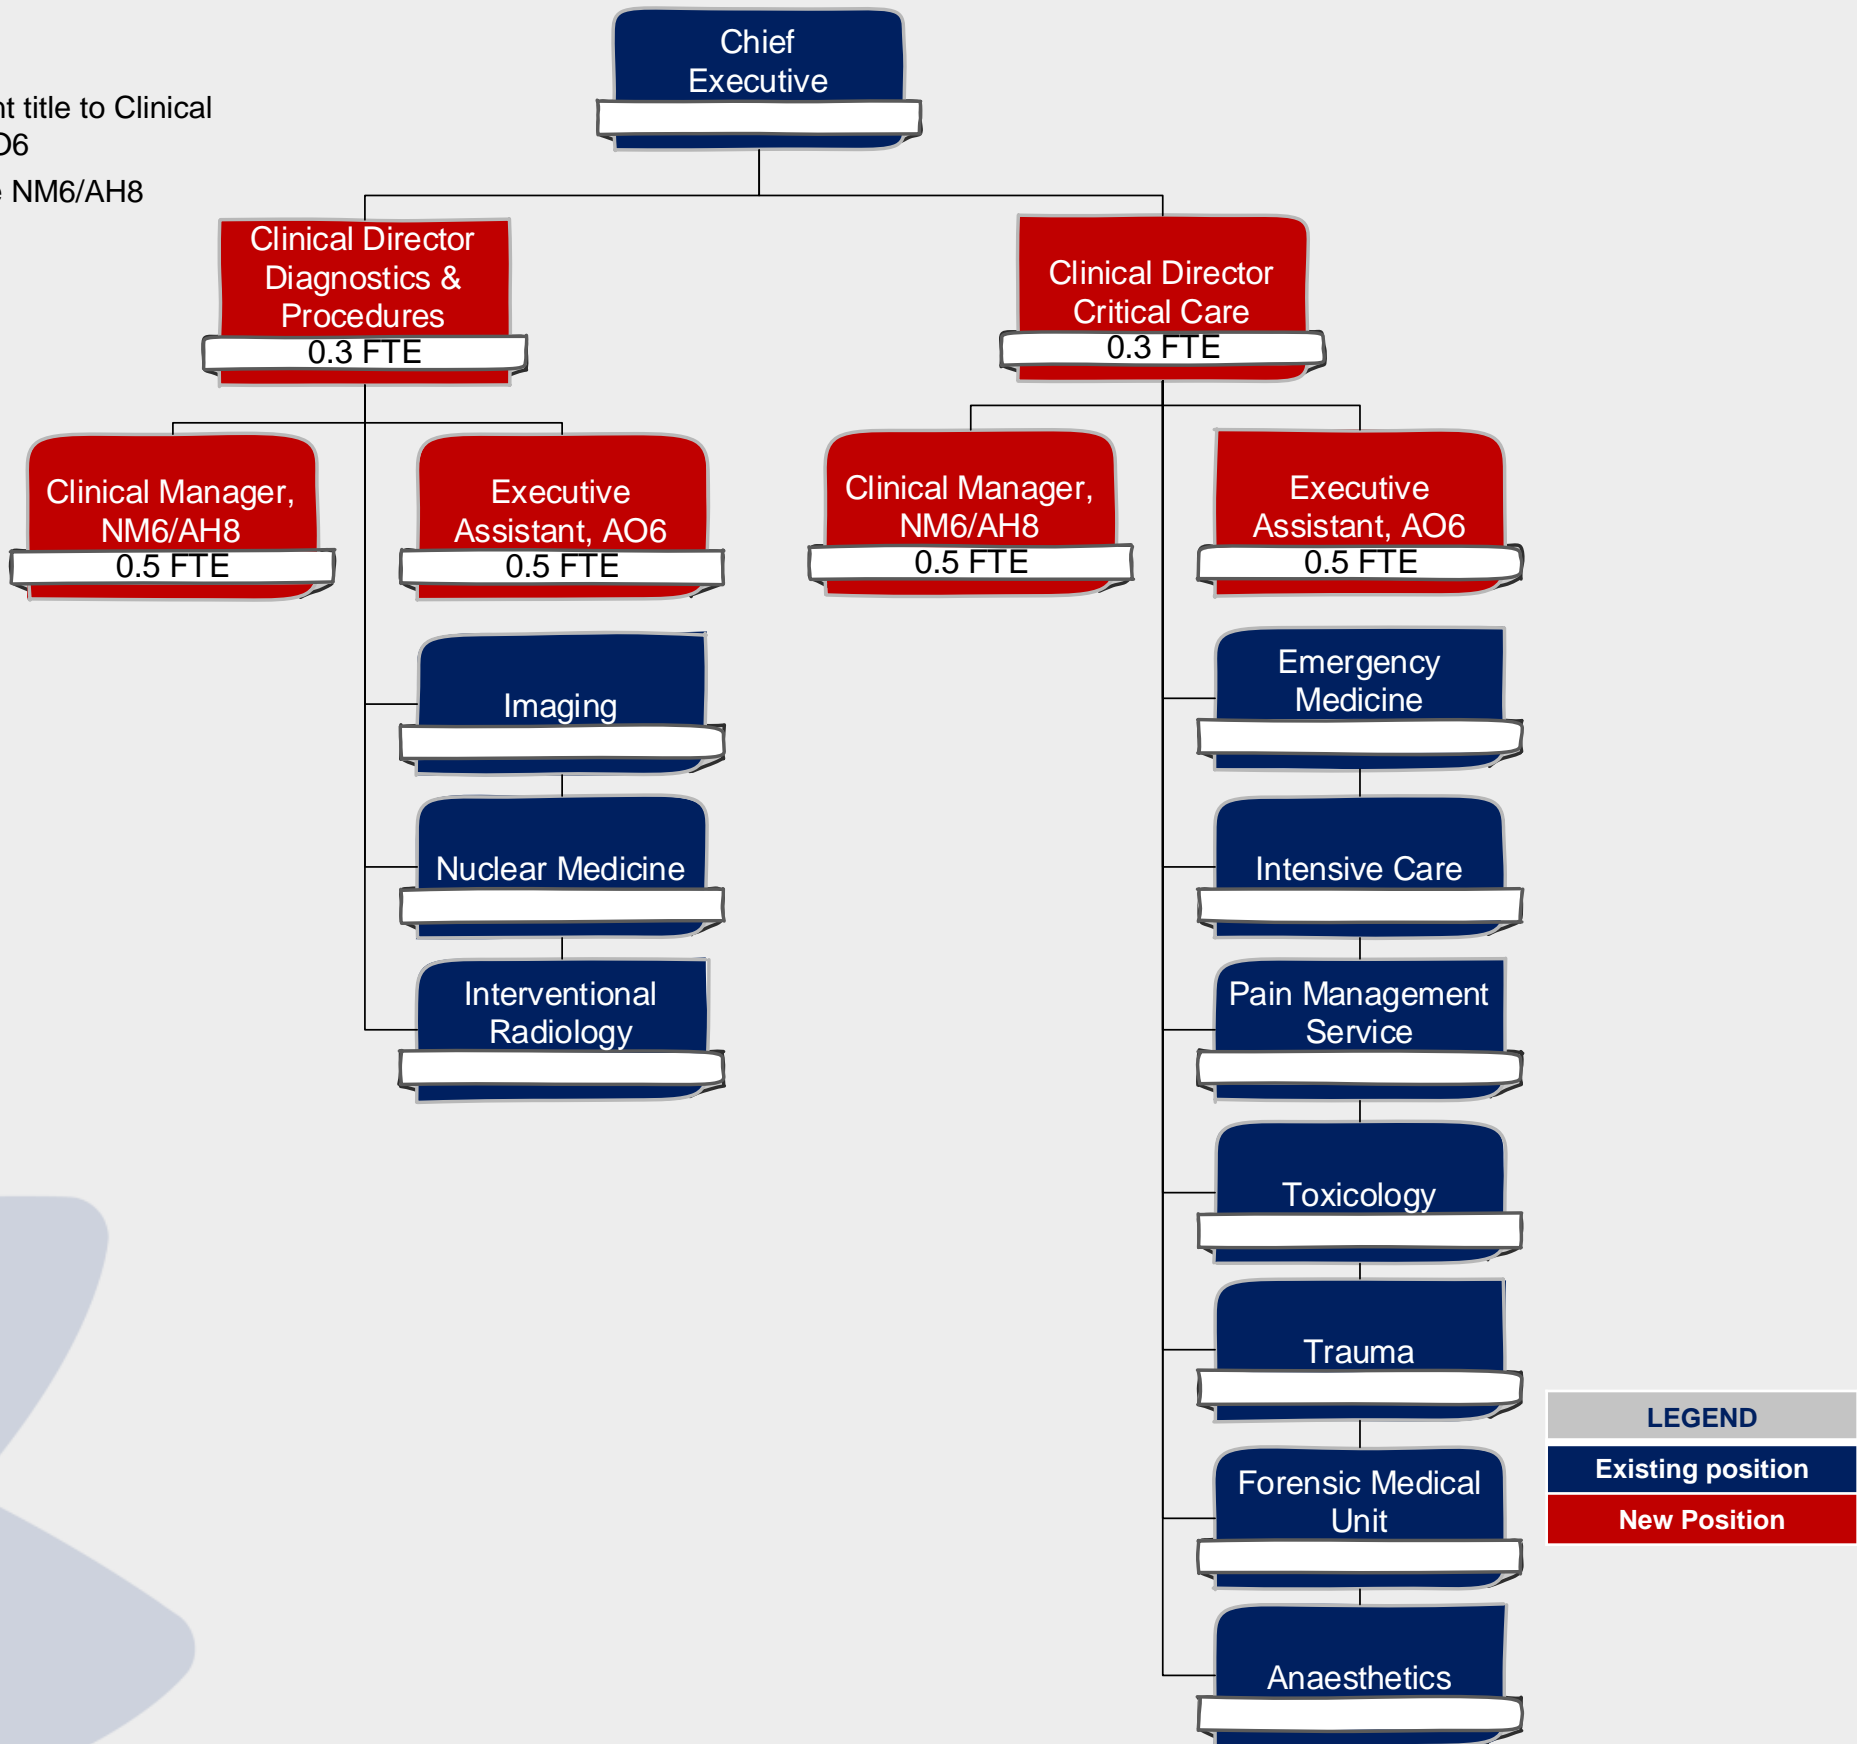 Chief
Executive
nt title to Clinical
O6
e NM6/AH8
Clinical Director
Diagnostics &
Procedures
0.3 FTE
Clinical Director
Critical Care
0.3 FTE
Clinical Manager,
NM6/AH8
0.5 FTE
Executive
Assistant, AO6
0.5 FTE
Clinical Manager,
NM6/AH8
0.5 FTE
Executive
Assistant, AO6
0.5 FTE
Imaging
Nuclear Medicine
Interventional
Radiology
Emergency
Medicine
Intensive Care
Pain Management
Service
Toxicology
Trauma
Forensic Medical
Unit
Anaesthetics
LEGEND
Existing position
New Position